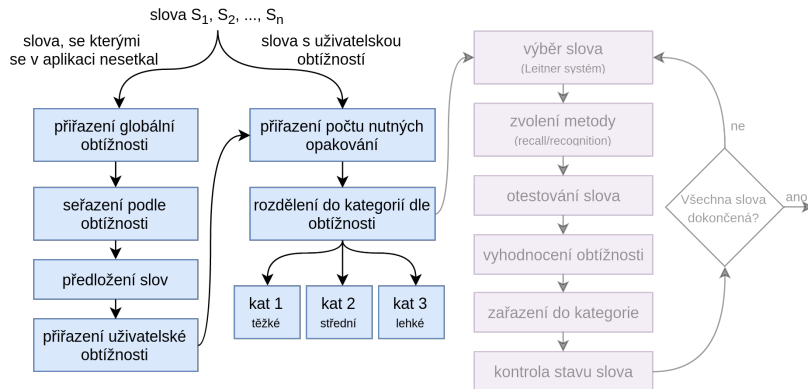 slova S1, S2, ..., Sn
slova, se kterými
se v aplikaci nesetkal
slova s uživatelskou
obtížností
přiřazení globální
obtížnosti
seřazení podle
obtížnosti
předložení slov
přiřazení uživatelské
obtížnosti
přiřazení počtu nutných
opakování
rozdělení do kategorií dle
obtížnosti
kat 1
těžké
kat 2
střední
kat 3
lehké
výběr slova
(Leitner systém)
zvolení metody
(recall/recognition)
otestování slova
vyhodnocení obtížnosti
zařazení do kategorie
kontrola stavu slova
Všechna slova
dokončená?
ne
ano